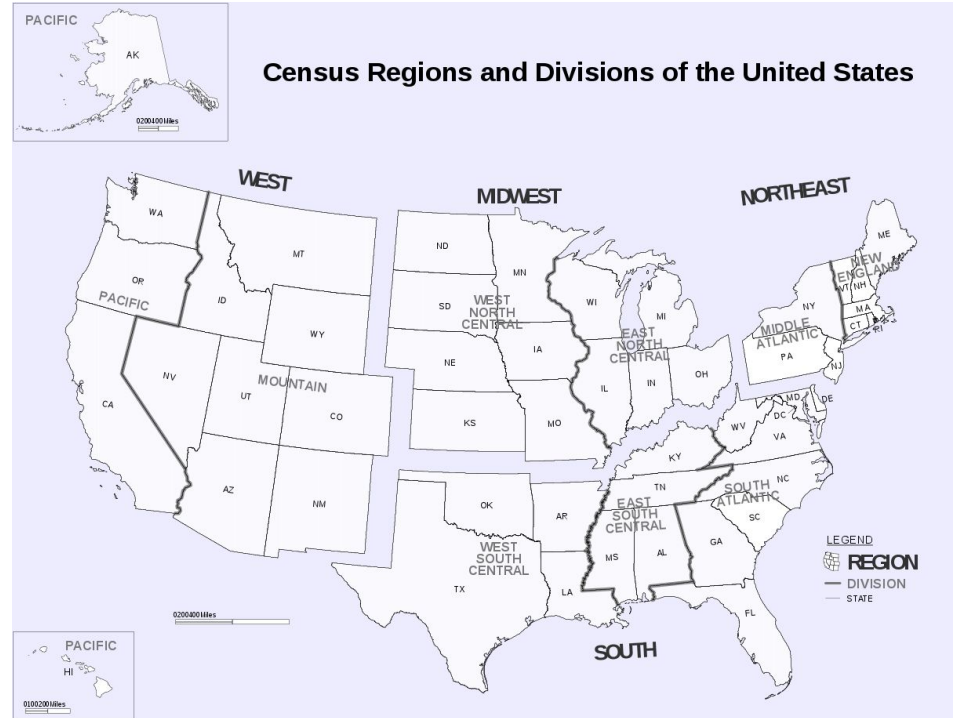 PACIFIC
AK
0200400 Miles
Census Regions and Divisions of the United States
WEST
MIDWEST
NORTHEAST
WA
MT
OR
ID
PACIFIC
WY
NV
UT
MOUNTAIN
CO
CA
AZ
NM
ND
MN
SD
WEST
NORTH
CENTRAL
NE
IA
KS
MO
WI
MI
EAST
NORTH
CENTRAL
IL
IN
OH
ME
NEW
ENGLAND
VT
NH
NY
MA
CT
RI
MIDDLE
ATLANTIC
PA
NJ
OK
AR
WEST
SOUTH
CENTRAL
TX
LA
KY
TN
EAST
SOUTH
CENTRAL
MS
AL
MD
DE
DC
WV
VA
NC
SOUTH
ATLANTIC
SC
GA
FL
SOUTH
LEGEND
REGION
DIVISION
STATE
0200400 Miles
PACIFIC
HI
0100200 Miles